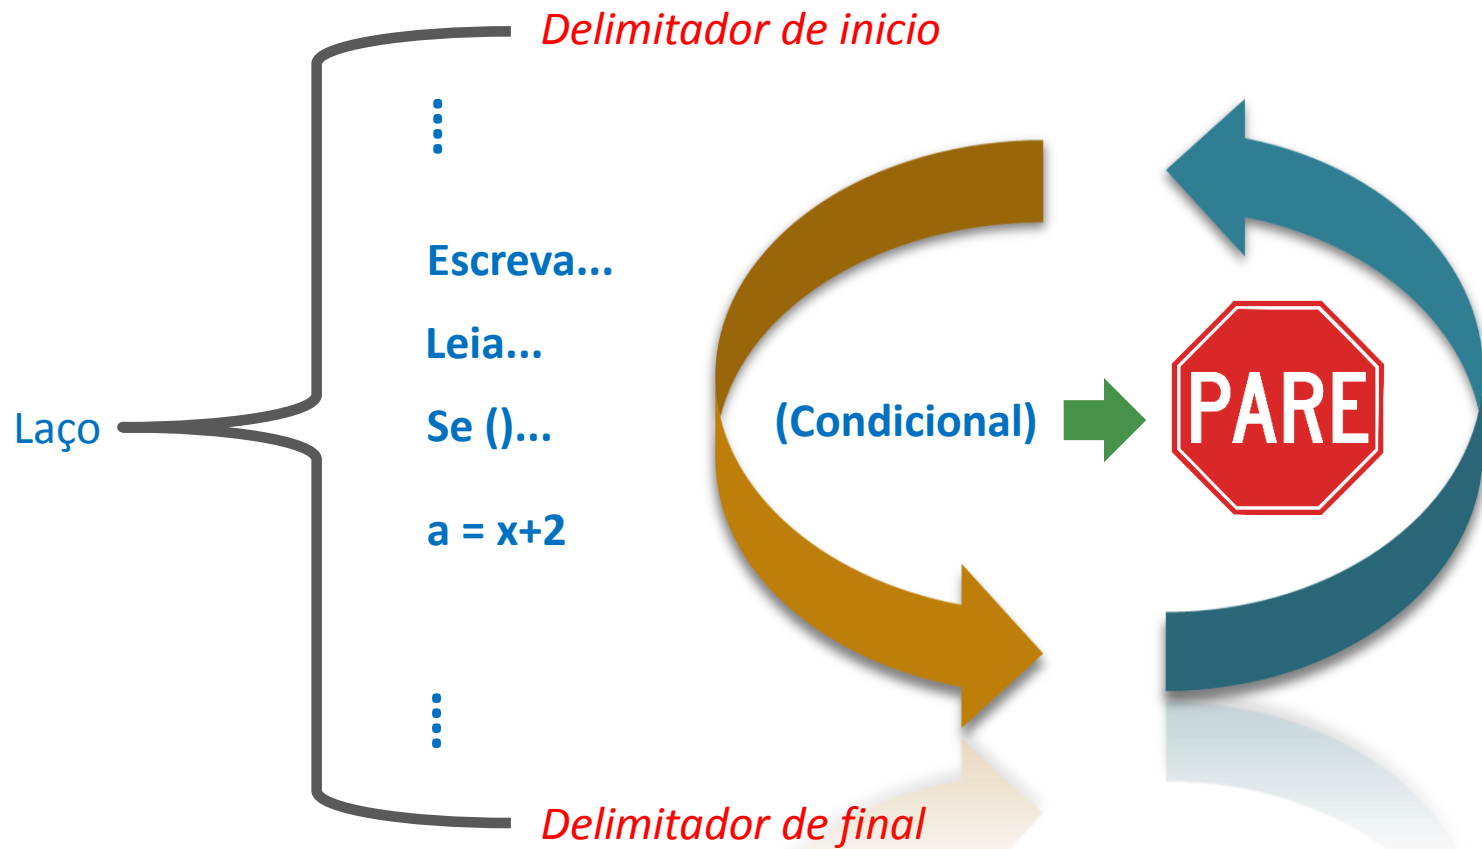 Delimitador de inicio
Escreva...
Leia...
Laço
Se ()...
(Condicional)
PARE
a = x+2
Delimitador de final